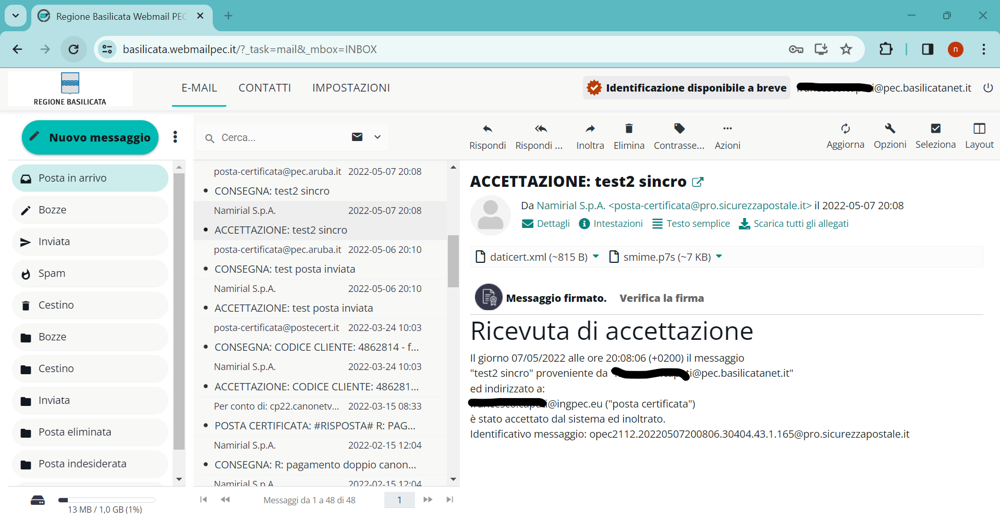 Regione Basilicata Webmail PEC
basilicata.webmailpec.it/?_task=mail&_mbox=INBOX
n
REGIONE BASILICATA
E-MAIL
CONTATTI
IMPOSTAZIONI
Identificazione disponibile a breve
i@pec.basilicatanet.it
Nuovo messaggio
Cerca...
Rispondi
Rispondi ...
Inoltra
Elimina
Contrasse...
Azioni
Aggiorna
Opzioni
Seleziona
Layout
Posta in arrivo
Bozze
Inviata
Spam
Cestino
Bozze
Cestino
Inviata
Posta eliminata
Posta indesiderata
13 MB / 1,0 GB (1%)
posta-certificata@pec.aruba.it 2022-05-07 20:08
• CONSEGNA: test2 sincro
Namirial S.p.A. 2022-05-07 20:08
• ACCETTAZIONE: test2 sincro
posta-certificata@pec.aruba.it 2022-05-06 20:10
• CONSEGNA: test posta inviata
Namirial S.p.A. 2022-05-06 20:10
• ACCETTAZIONE: test posta inviata
posta-certificata@postecert.it 2022-03-24 10:03
• CONSEGNA: CODICE CLIENTE: 4862814 - f...
Namirial S.p.A. 2022-03-24 10:03
• ACCETTAZIONE: CODICE CLIENTE: 486281...
Per conto di: cp22.canonetv... 2022-03-15 08:33
• POSTA CERTIFICATA: #RISPOSTA# R: PAG...
Namirial S.p.A. 2022-02-15 12:04
• CONSEGNA: R: pagamento doppio canon...
Namirial S.p.A. 2022-02-15 12:04
Messaggi da 1 a 48 di 48
1
ACCETTAZIONE: test2 sincro
Da Namirial S.p.A. <posta-certificata@pro.sicurezzapostale.it> il 2022-05-07 20:08
Dettagli
Intestazioni
Testo semplice
Scarica tutti gli allegati
daticert.xml (~815 B)
smime.p7s (~7 KB)
Messaggio firmato. Verifica la firma
Ricevuta di accettazione
Il giorno 07/05/2022 alle ore 20:08:06 (+0200) il messaggio
"test2 sincro" proveniente da " ti@pec.basilicatanet.it"
ed indirizzato a:
i@ingpec.eu ("posta certificata")
è stato accettato dal sistema ed inoltrato.
Identificativo messaggio: opec2112.20220507200806.30404.43.1.165@pro.sicurezzapostale.it